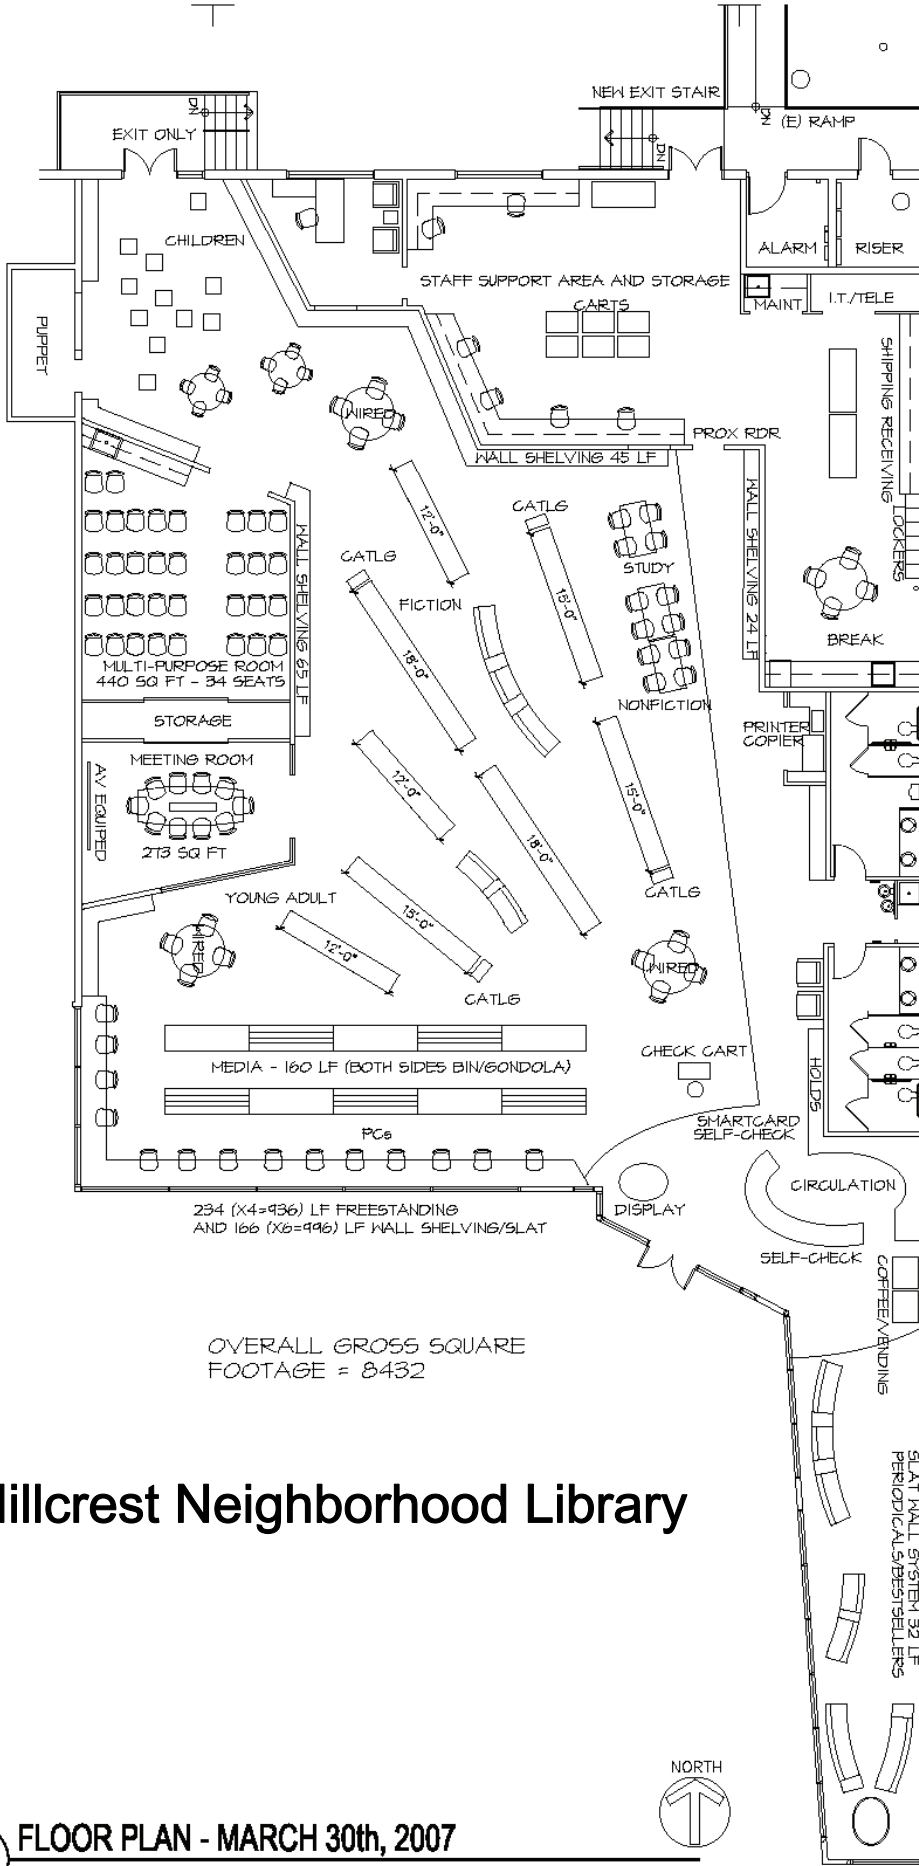 NEW EXIT STAIR
DN
EXIT ONLY
DN
(E) RAMP
DN
CHILDREN
ALARM
RISER
STAFF SUPPORT AREA AND STORAGE
CARTS
MAINT
I.T./TELE
PUPPET
SHIPPING RECEIVING
WIRED
PROX RDR
WALL SHELVING 45 LF
12'-0"
CATLG
WALL SHELVING 24 LF
LOCKERS
WALL SHELVING 65 LF
CATLG
STUDY
FICTION
15'-0"
BREAK
18'-0"
MULTI-PURPOSE ROOM
440 SQ FT - 34 SEATS
NONFICTION
STORAGE
PRINTER
COPIER
MEETING ROOM
AV EQUIPED
12'-0"
15'-0"
18'-0"
273 SQ FT
CATLG
YOUNG ADULT
15'-0"
12'-0"
WIRED
WIRED
CATLG
CHECK CART
MEDIA - 160 LF (BOTH SIDES BIN/GONDOLA)
HOLDS
SMARTCARD
SELF-CHECK
PCs
CIRCULATION
234 (X4=936) LF FREESTANDING
AND 166 (X6=996) LF WALL SHELVING/SLAT
DISPLAY
SELF-CHECK
COFFEE/VENDING
OVERALL GROSS SQUARE
FOOTAGE = 8432
SLAT WALL SYSTEM 32 LF
PERIODICALS/BESTSELLERS
illcrest Neighborhood Library
NORTH
FLOOR PLAN - MARCH 30th, 2007